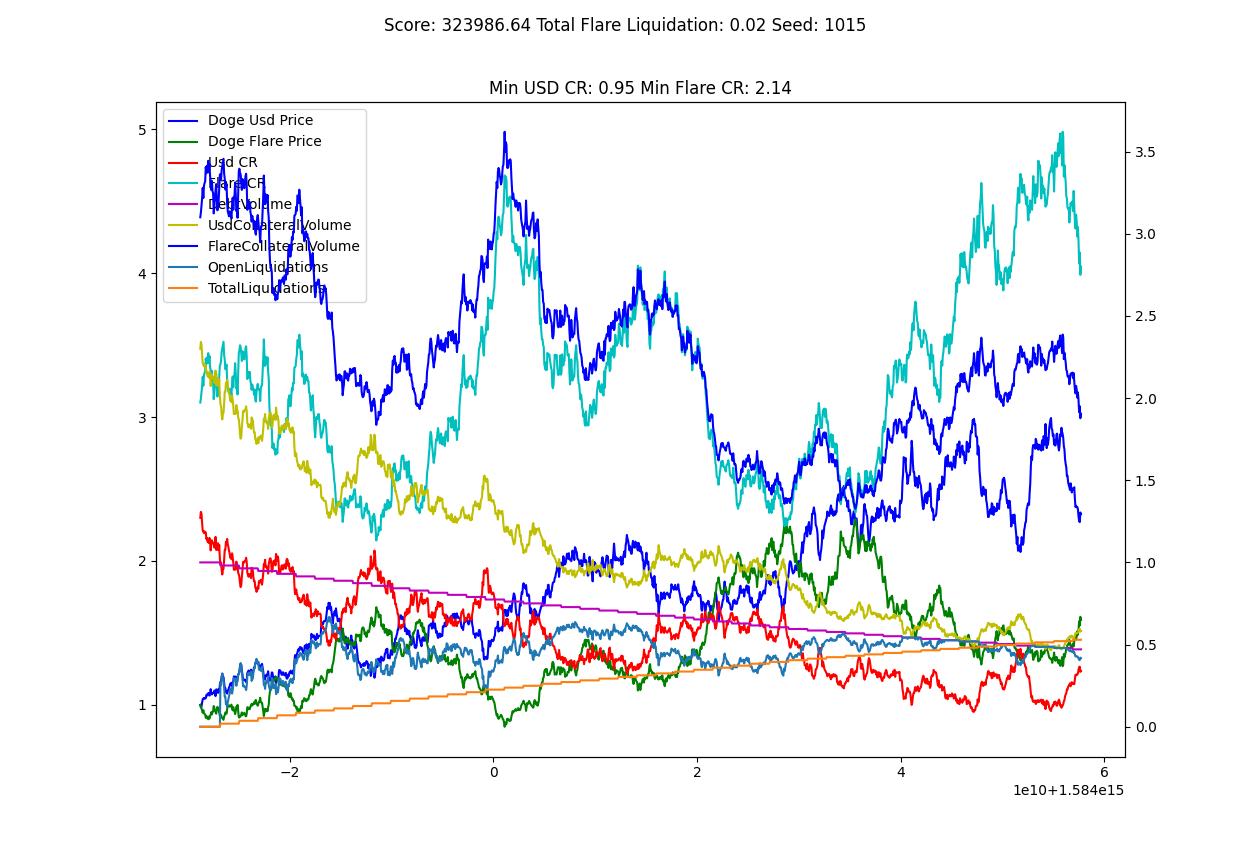 Score: 323986.64 Total Flare Liquidation: 0.02 Seed: 1015
Min USD CR: 0.95 Min Flare CR: 2.14
Doge Usd Price
Doge Flare Price
Usd CR
Flare CR
DebtVolume
UsdCollateralVolume
FlareCollateralVolume
OpenLiquidations
TotalLiquidations
5
4
3
2
1
3.5
3.0
2.5
2.0
1.5
1.0
0.5
0.0
−2 0 2 4 6
1e10+1.584e15